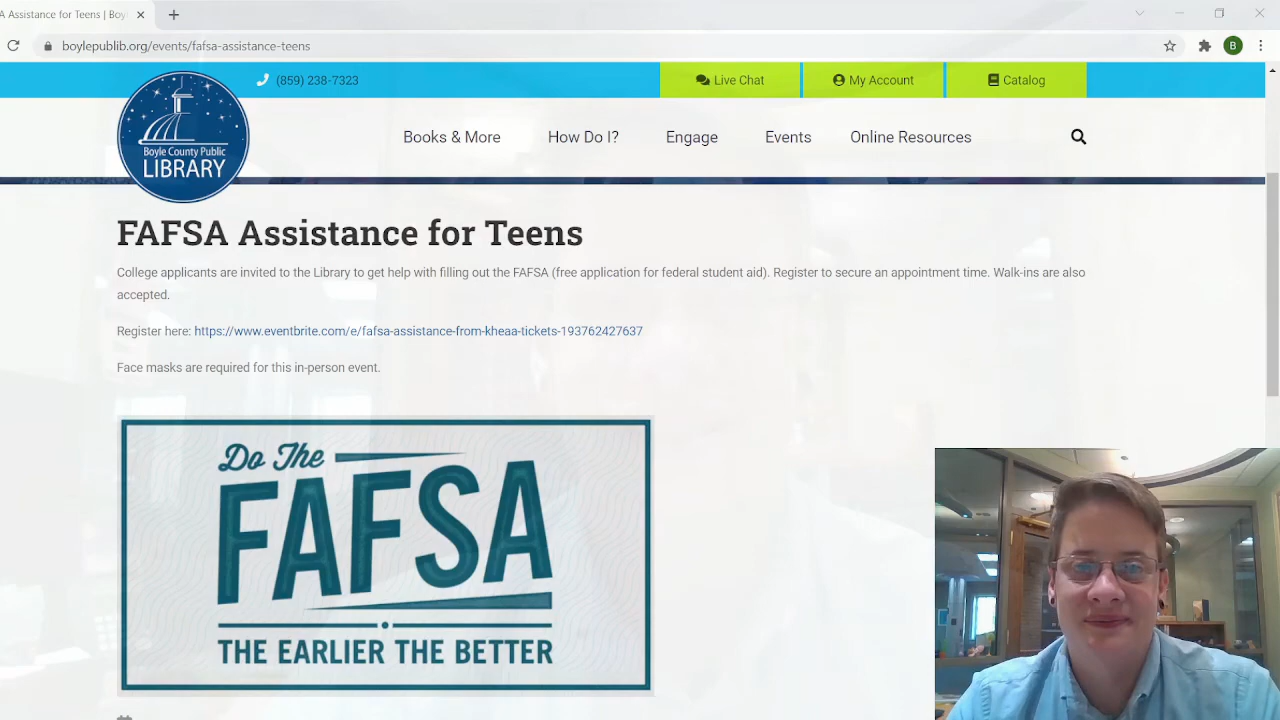 A Assistance for Teens | Boy
boylepublib.org/events/fafsa-assistance-teens
B
(859) 238-7323
Live Chat
My Account
Catalog
Boyle County Public
LIBRARY
Books & More
How Do I?
Engage
Events
Online Resources
FAFSA Assistance for Teens
College applicants are invited to the Library to get help with filling out the FAFSA (free application for federal student aid). Register to secure an appointment time. Walk-ins are also
accepted.
Register here: https://www.eventbrite.com/e/fafsa-assistance-from-kheaa-tickets-193762427637
Face masks are required for this in-person event.
Do The
FAFSA
THE EARLIER THE BETTER